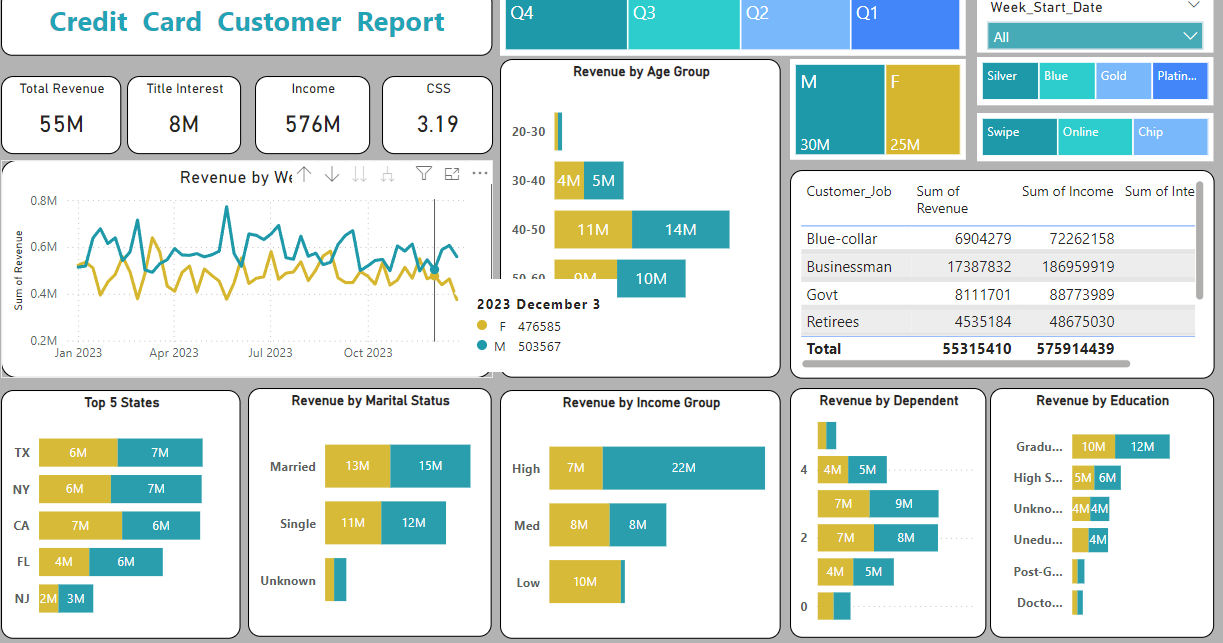 Credit Card Customer Report
Q4
Q3
Q2
Q1
Week_Start_Date
All
Silver
Blue
Gold
Platin...
Swipe
Online
Chip
M
30M
F
25M
Total Revenue
55M
Title Interest
8M
Income
576M
CSS
3.19
Revenue by We
Sum of Revenue
0.8M
0.6M
0.4M
0.2M
Jan 2023
Apr 2023
Jul 2023
Oct 2023
2023 December 3
F 476585
M 503567
Revenue by Age Group
20-30
30-40 4M 5M
40-50 11M 14M
50-60 9M 10M
Customer_Job Sum of Revenue Sum of Income Sum of Inte
Blue-collar 6904279 72262158
Businessman 17387832 186959919
Govt 8111701 88773989
Retirees 4535184 48675030
Total 55315410 575914439
Top 5 States
TX 6M 7M
NY 6M 7M
CA 7M 6M
FL 4M 6M
NJ 2M 3M
Revenue by Marital Status
Married 13M 15M
Single 11M 12M
Unknown
Revenue by Income Group
High 7M 22M
Med 8M 8M
Low 10M
Revenue by Dependent
4 4M 5M
7M 9M
2 7M 8M
4M 5M
0
Revenue by Education
Gradu... 10M 12M
High S... 5M 6M
Unkno... 4M 4M
Unedu... 4M
Post-G...
Docto...